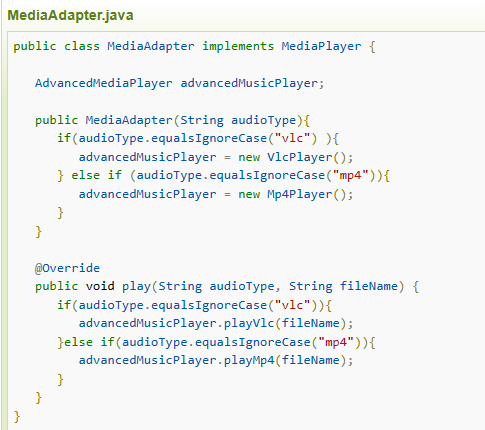 MediaAdapter.java
public class MediaAdapter implements MediaPlayer {

   AdvancedMediaPlayer advancedMusicPlayer;

   public MediaAdapter(String audioType){
      if(audioType.equalsIgnoreCase("vlc") ){
         advancedMusicPlayer = new VlcPlayer();
      } else if (audioType.equalsIgnoreCase("mp4")){
         advancedMusicPlayer = new Mp4Player();
      }
   }

   @Override
   public void play(String audioType, String fileName) {
      if(audioType.equalsIgnoreCase("vlc")){
         advancedMusicPlayer.playVlc(fileName);
      }else if(audioType.equalsIgnoreCase("mp4")){
         advancedMusicPlayer.playMp4(fileName);
      }
   }
}